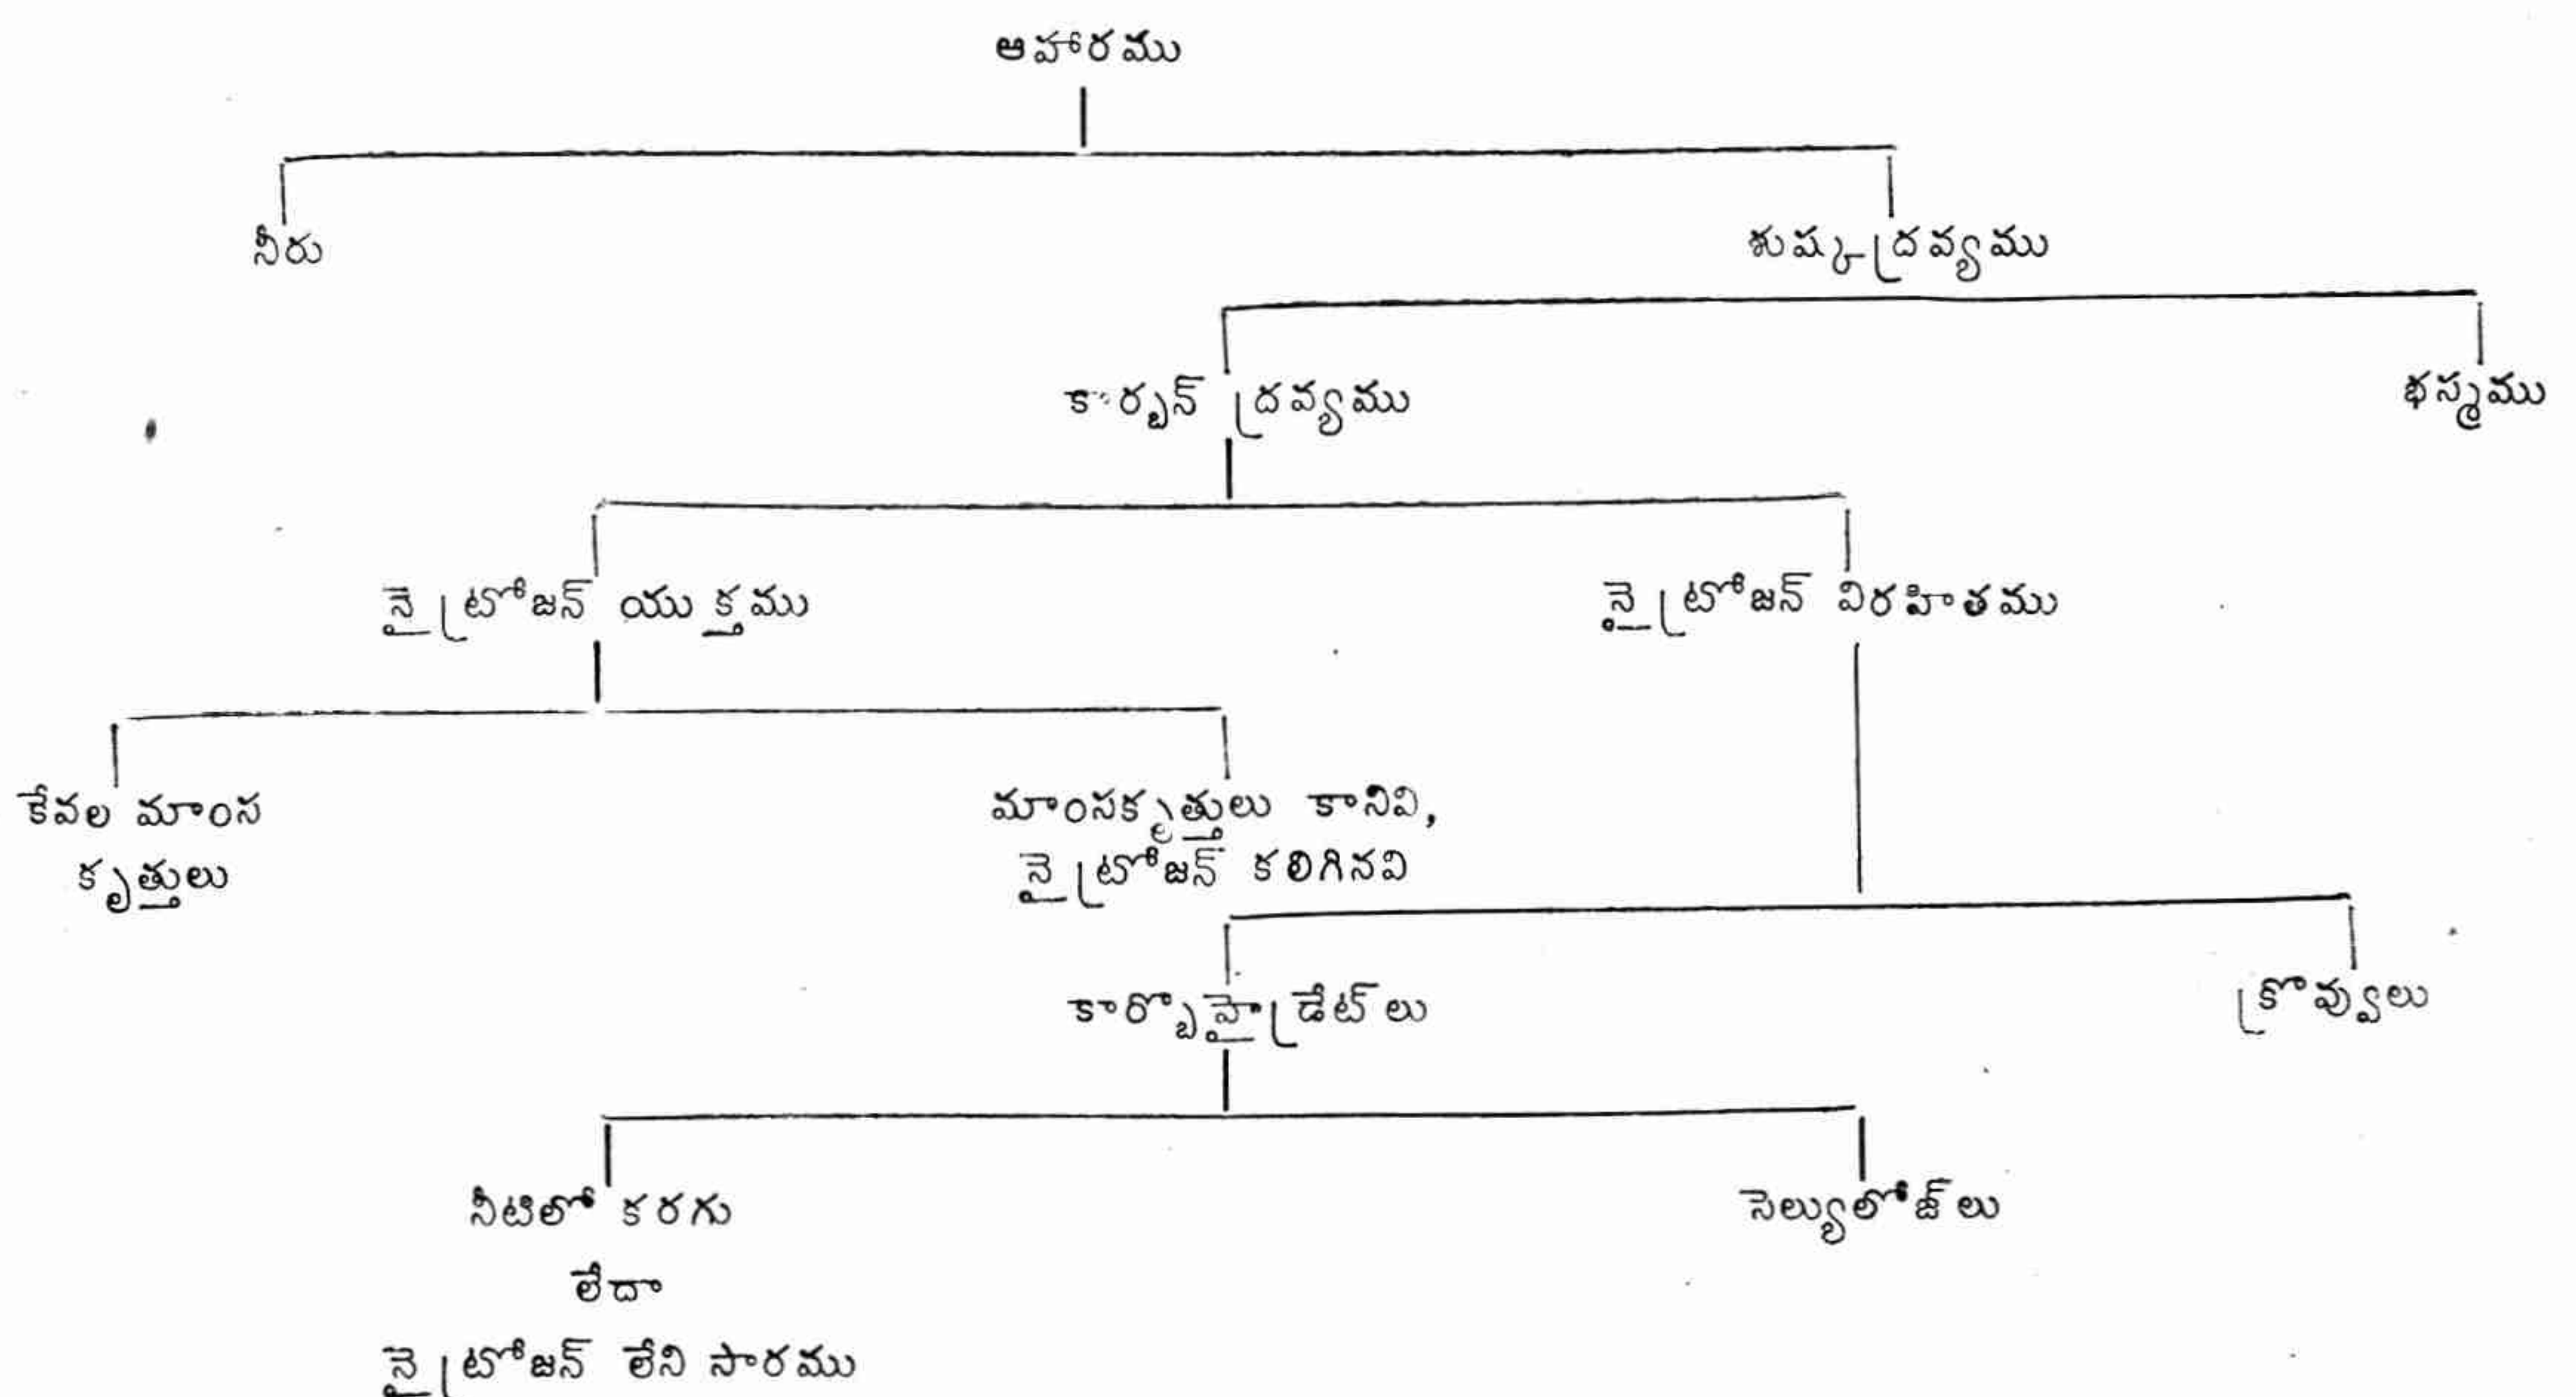 ఆహారము
నీరు
శుష్క ద్రవ్యము
కార్బన్ ద్రవ్యము
భస్మము
నైట్రోజన్ యుక్తము
నైట్రోజన్ విరహితము
కేవల మాంస
కృత్తులు
మాంసకృత్తులు కానివి,
నైట్రోజన్ కలిగినవి
కార్బొహైడ్రేట్‌లు
క్రొవ్వులు
నీటిలో కరగు
లేదా
నైట్రోజన్ లేని సారము
సెల్యులోజ్‌లు